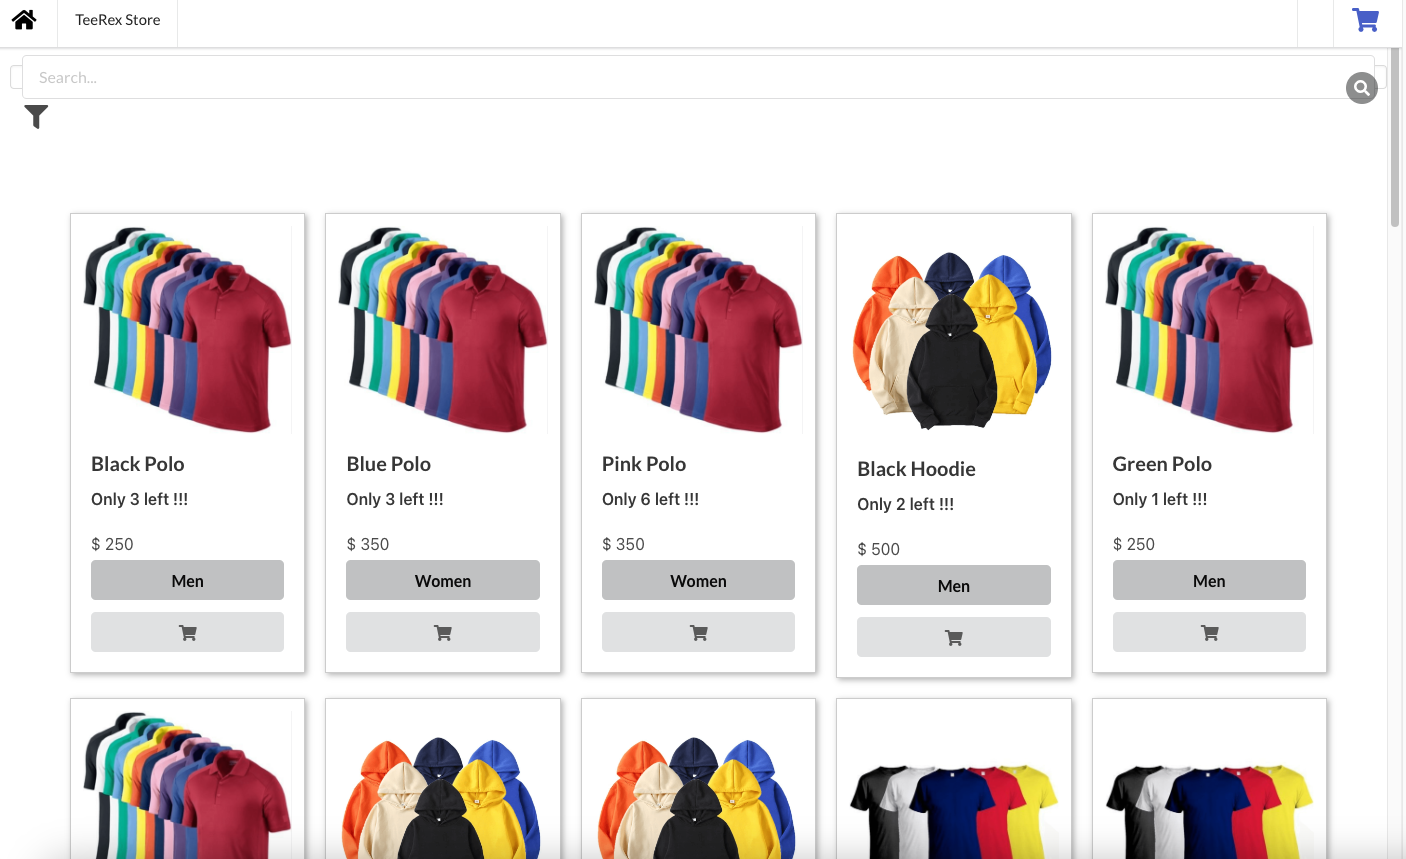 TeeRex Store
Search...
Black Polo
Only 3 left !!!
$ 250
Men
Blue Polo
Only 3 left !!!
$ 350
Women
Pink Polo
Only 6 left !!!
$ 350
Women
Black Hoodie
Only 2 left !!!
$ 500
Men
Green Polo
Only 1 left !!!
$ 250
Men